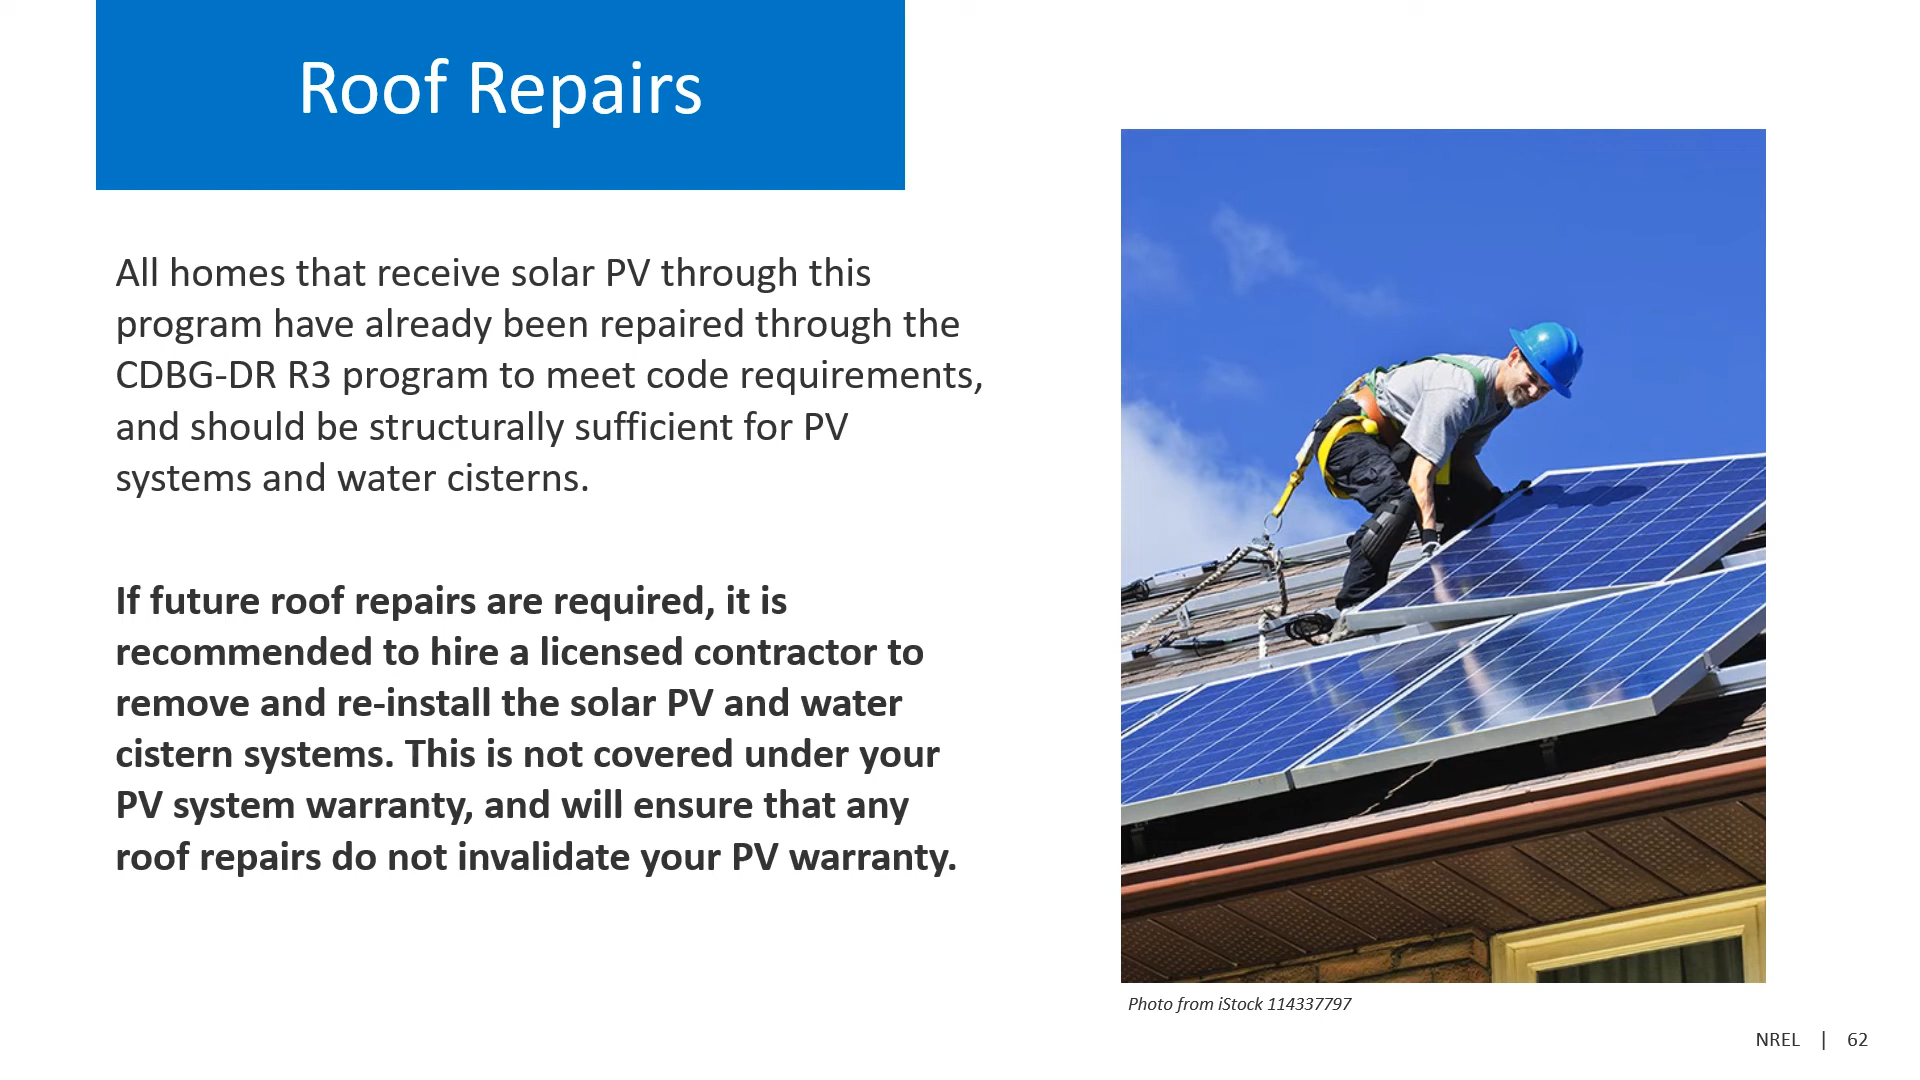 Roof Repairs
All homes that receive solar PV through this
program have already been repaired through the
CDBG-DR R3 program to meet code requirements,
and should be structurally sufficient for PV
systems and water cisterns.
If future roof repairs are required, it is
recommended to hire a licensed contractor to
remove and re-install the solar PV and water
cistern systems. This is not covered under your
PV system warranty, and will ensure that any
roof repairs do not invalidate your PV warranty.
Photo from iStock 114337797
NREL | 62